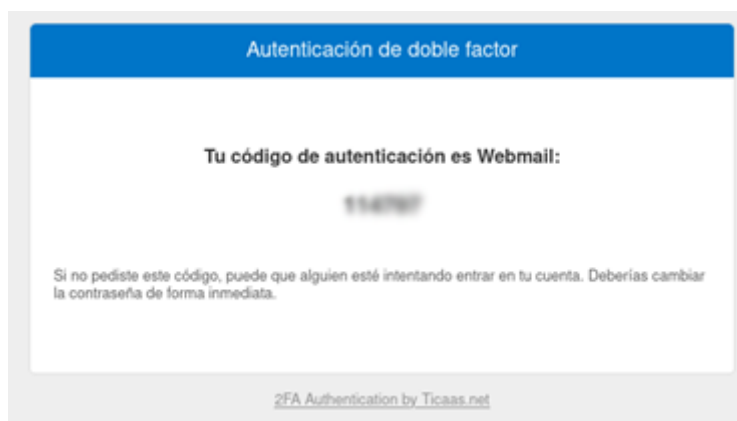 Autenticación de doble factor
Tu código de autenticación es Webmail:
Si no pediste este código, puede que alguien esté intentando entrar en tu cuenta. Deberías cambiar
la contraseña de forma inmediata.
2FA Authentication by Ticaas.net